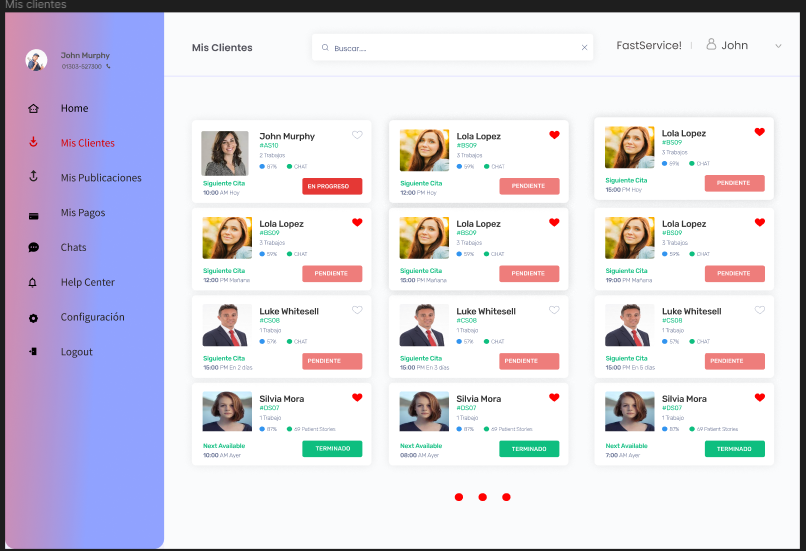 Mis clientes
John Murphy
01303-527300
Home
Mis Clientes
Mis Publicaciones
Mis Pagos
Chats
Help Center
Configuración
Logout
Mis Clientes
Buscar.....
FastService!
John
John Murphy
#AS10
2 Trabajos
67% CHAT
Siguiente Cita
10:00 AM Hoy
EN PROGRESO
Lola Lopez
#BS09
3 Trabajos
59% CHAT
Siguiente Cita
12:00 PM Hoy
PENDIENTE
Lola Lopez
#BS09
3 Trabajos
59% CHAT
Siguiente Cita
15:00 PM Hoy
PENDIENTE
Lola Lopez
#BS09
3 Trabajos
59% CHAT
Siguiente Cita
12:00 PM Mañana
PENDIENTE
Lola Lopez
#BS09
3 Trabajos
59% CHAT
Siguiente Cita
15:00 PM Mañana
PENDIENTE
Lola Lopez
#BS09
3 Trabajos
59% CHAT
Siguiente Cita
19:00 PM Mañana
PENDIENTE
Luke Whitesell
#CS08
1 Trabajo
57% CHAT
Siguiente Cita
15:00 PM En 2 dias
PENDIENTE
Luke Whitesell
#CS08
1 Trabajo
57% CHAT
Siguiente Cita
15:00 PM En 3 dias
PENDIENTE
Luke Whitesell
#CS08
1 Trabajo
57% CHAT
Siguiente Cita
15:00 PM En 5 dias
PENDIENTE
Silvia Mora
#DS07
1 Trabajo
87% 69 Patient Stories
Next Available
10:00 AM Ayer
TERMINADO
Silvia Mora
#DS07
1 Trabajo
87% 69 Patient Stories
Next Available
08:00 AM Ayer
TERMINADO
Silvia Mora
#DS07
1 Trabajo
87% 69 Patient Stories
Next Available
7:00 AM Ayer
TERMINADO